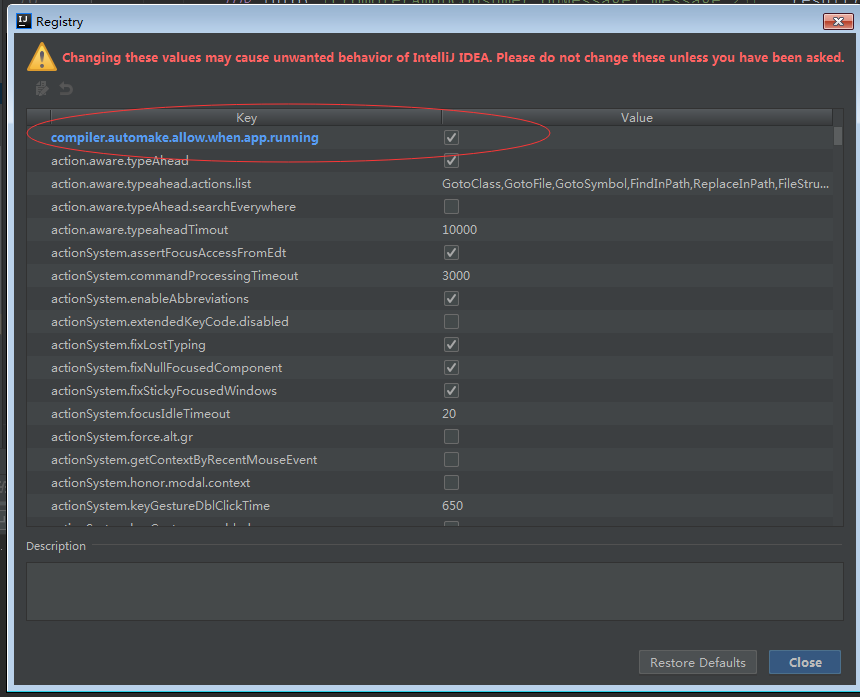 Registry
Changing these values may cause unwanted behavior of IntelliJ IDEA. Please do not change these unless you have been asked.
Key Value
compiler.automake.allow.when.app.running
action.aware.typeAhead
action.aware.typeahead.actions.list GotoClass,GotoFile,GotoSymbol,FindInPath,ReplaceInPath,FileStru...
action.aware.typeAhead.searchEverywhere
action.aware.typeaheadTimout 10000
actionSystem.assertFocusAccessFromEdt
actionSystem.commandProcessingTimeout 3000
actionSystem.enableAbbreviations
actionSystem.extendedKeyCode.disabled
actionSystem.fixLostTyping
actionSystem.fixNullFocusedComponent
actionSystem.fixStickyFocusedWindows
actionSystem.focusIdleTimeout 20
actionSystem.force.alt.gr
actionSystem.getContextByRecentMouseEvent
actionSystem.honor.modal.context
actionSystem.keyGestureDblClickTime 650
Description
Restore Defaults Close